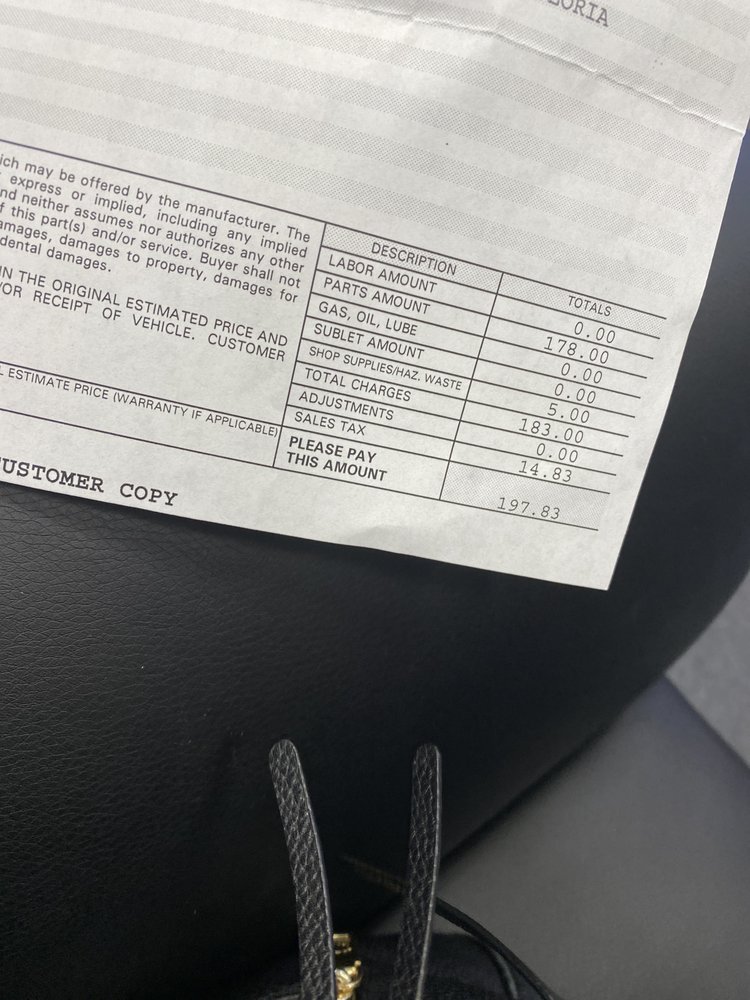 LORIA
ich may be offered by the manufacturer. The
express or implied, including any implied
nd neither assumes nor authorizes any other
f this part(s) and/or service. Buyer shall not
amages, damages to property, damages for
dental damages.
IN THE ORIGINAL ESTIMATED PRICE AND
/OR RECEIPT OF VEHICLE. CUSTOMER
L ESTIMATE PRICE (WARRANTY IF APPLICABLE)
CUSTOMER COPY
DESCRIPTION TOTALS
LABOR AMOUNT 0.00
PARTS AMOUNT 178.00
GAS, OIL, LUBE 0.00
SUBLET AMOUNT 0.00
SHOP SUPPLIES/HAZ. WASTE 5.00
TOTAL CHARGES 183.00
ADJUSTMENTS 0.00
SALES TAX 14.83
PLEASE PAY
THIS AMOUNT 197.83